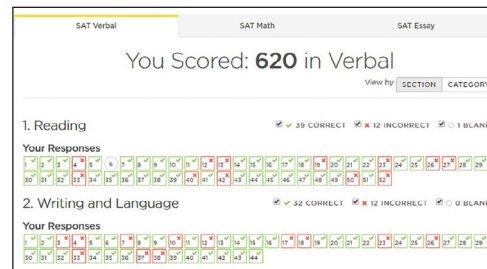 SAT Verbal SAT Math SAT Essay
You Scored: 620 in Verbal
View by SECTION CATEGOR
1. Reading 39 CORRECT 12 INCORRECT 1 BLANK
Your Responses
1 2 3 4 5 6 7 8 9 10 11 12 13 14 15 16 17 18 19 20 21 22 23 24 25 26 27 28 29
30 31 32 33 34 35 36 37 38 39 40 41 42 43 44 45 46 47 48 49 50 51 52
2. Writing and Language 32 CORRECT 12 INCORRECT 0 BLANK
Your Responses
1 2 3 4 5 6 7 8 9 10 11 12 13 14 15 16 17 18 19 20 21 22 23 24 25 26 27 28 29
30 31 32 33 34 35 36 37 38 39 40 41 42 43 44